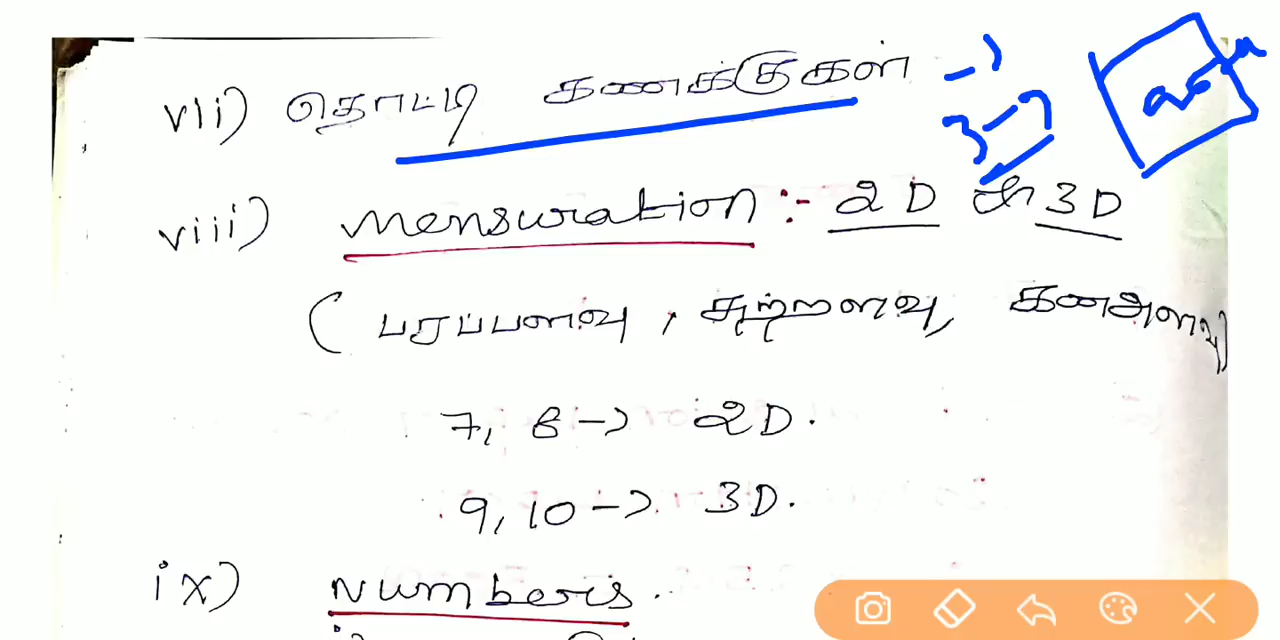 vii) தொட்டி கணக்குகள்
viii) Mensuration :- 2D & 3D
( பரப்பளவு , சுற்றளவு, கனஅளவு)
7, 8 -> 2D.
9, 10 -> 3D.
ix) Numbers.